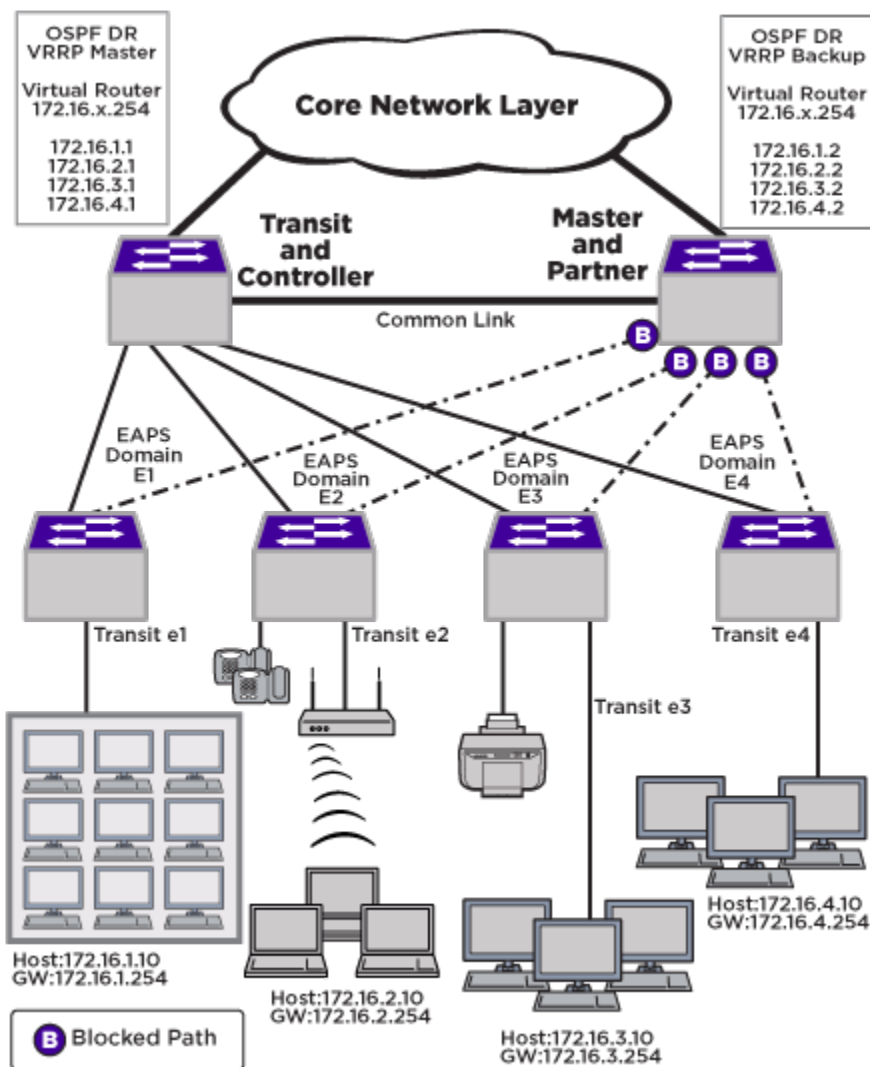 OSPF DR
VRRP Master
Virtual Router
172.16.x.254
172.16.1.1
172.16.2.1
172.16.3.1
172.16.4.1
Core Network Layer
OSPF DR
VRRP Backup
Virtual Router
172.16.x.254
172.16.1.2
172.16.2.2
172.16.3.2
172.16.4.2
Transit
and
Controller
Master
and
Partner
Common Link
B
B
B
B
EAPS
Domain
E1
EAPS
Domain
E2
EAPS
Domain
E3
EAPS
Domain
E4
Transit e1
Transit e2
Transit e3
Transit e4
Host:172.16.1.10
GW:172.16.1.254
Host:172.16.2.10
GW:172.16.2.254
Host:172.16.3.10
GW:172.16.3.254
Host:172.16.4.10
GW:172.16.4.254
B Blocked Path